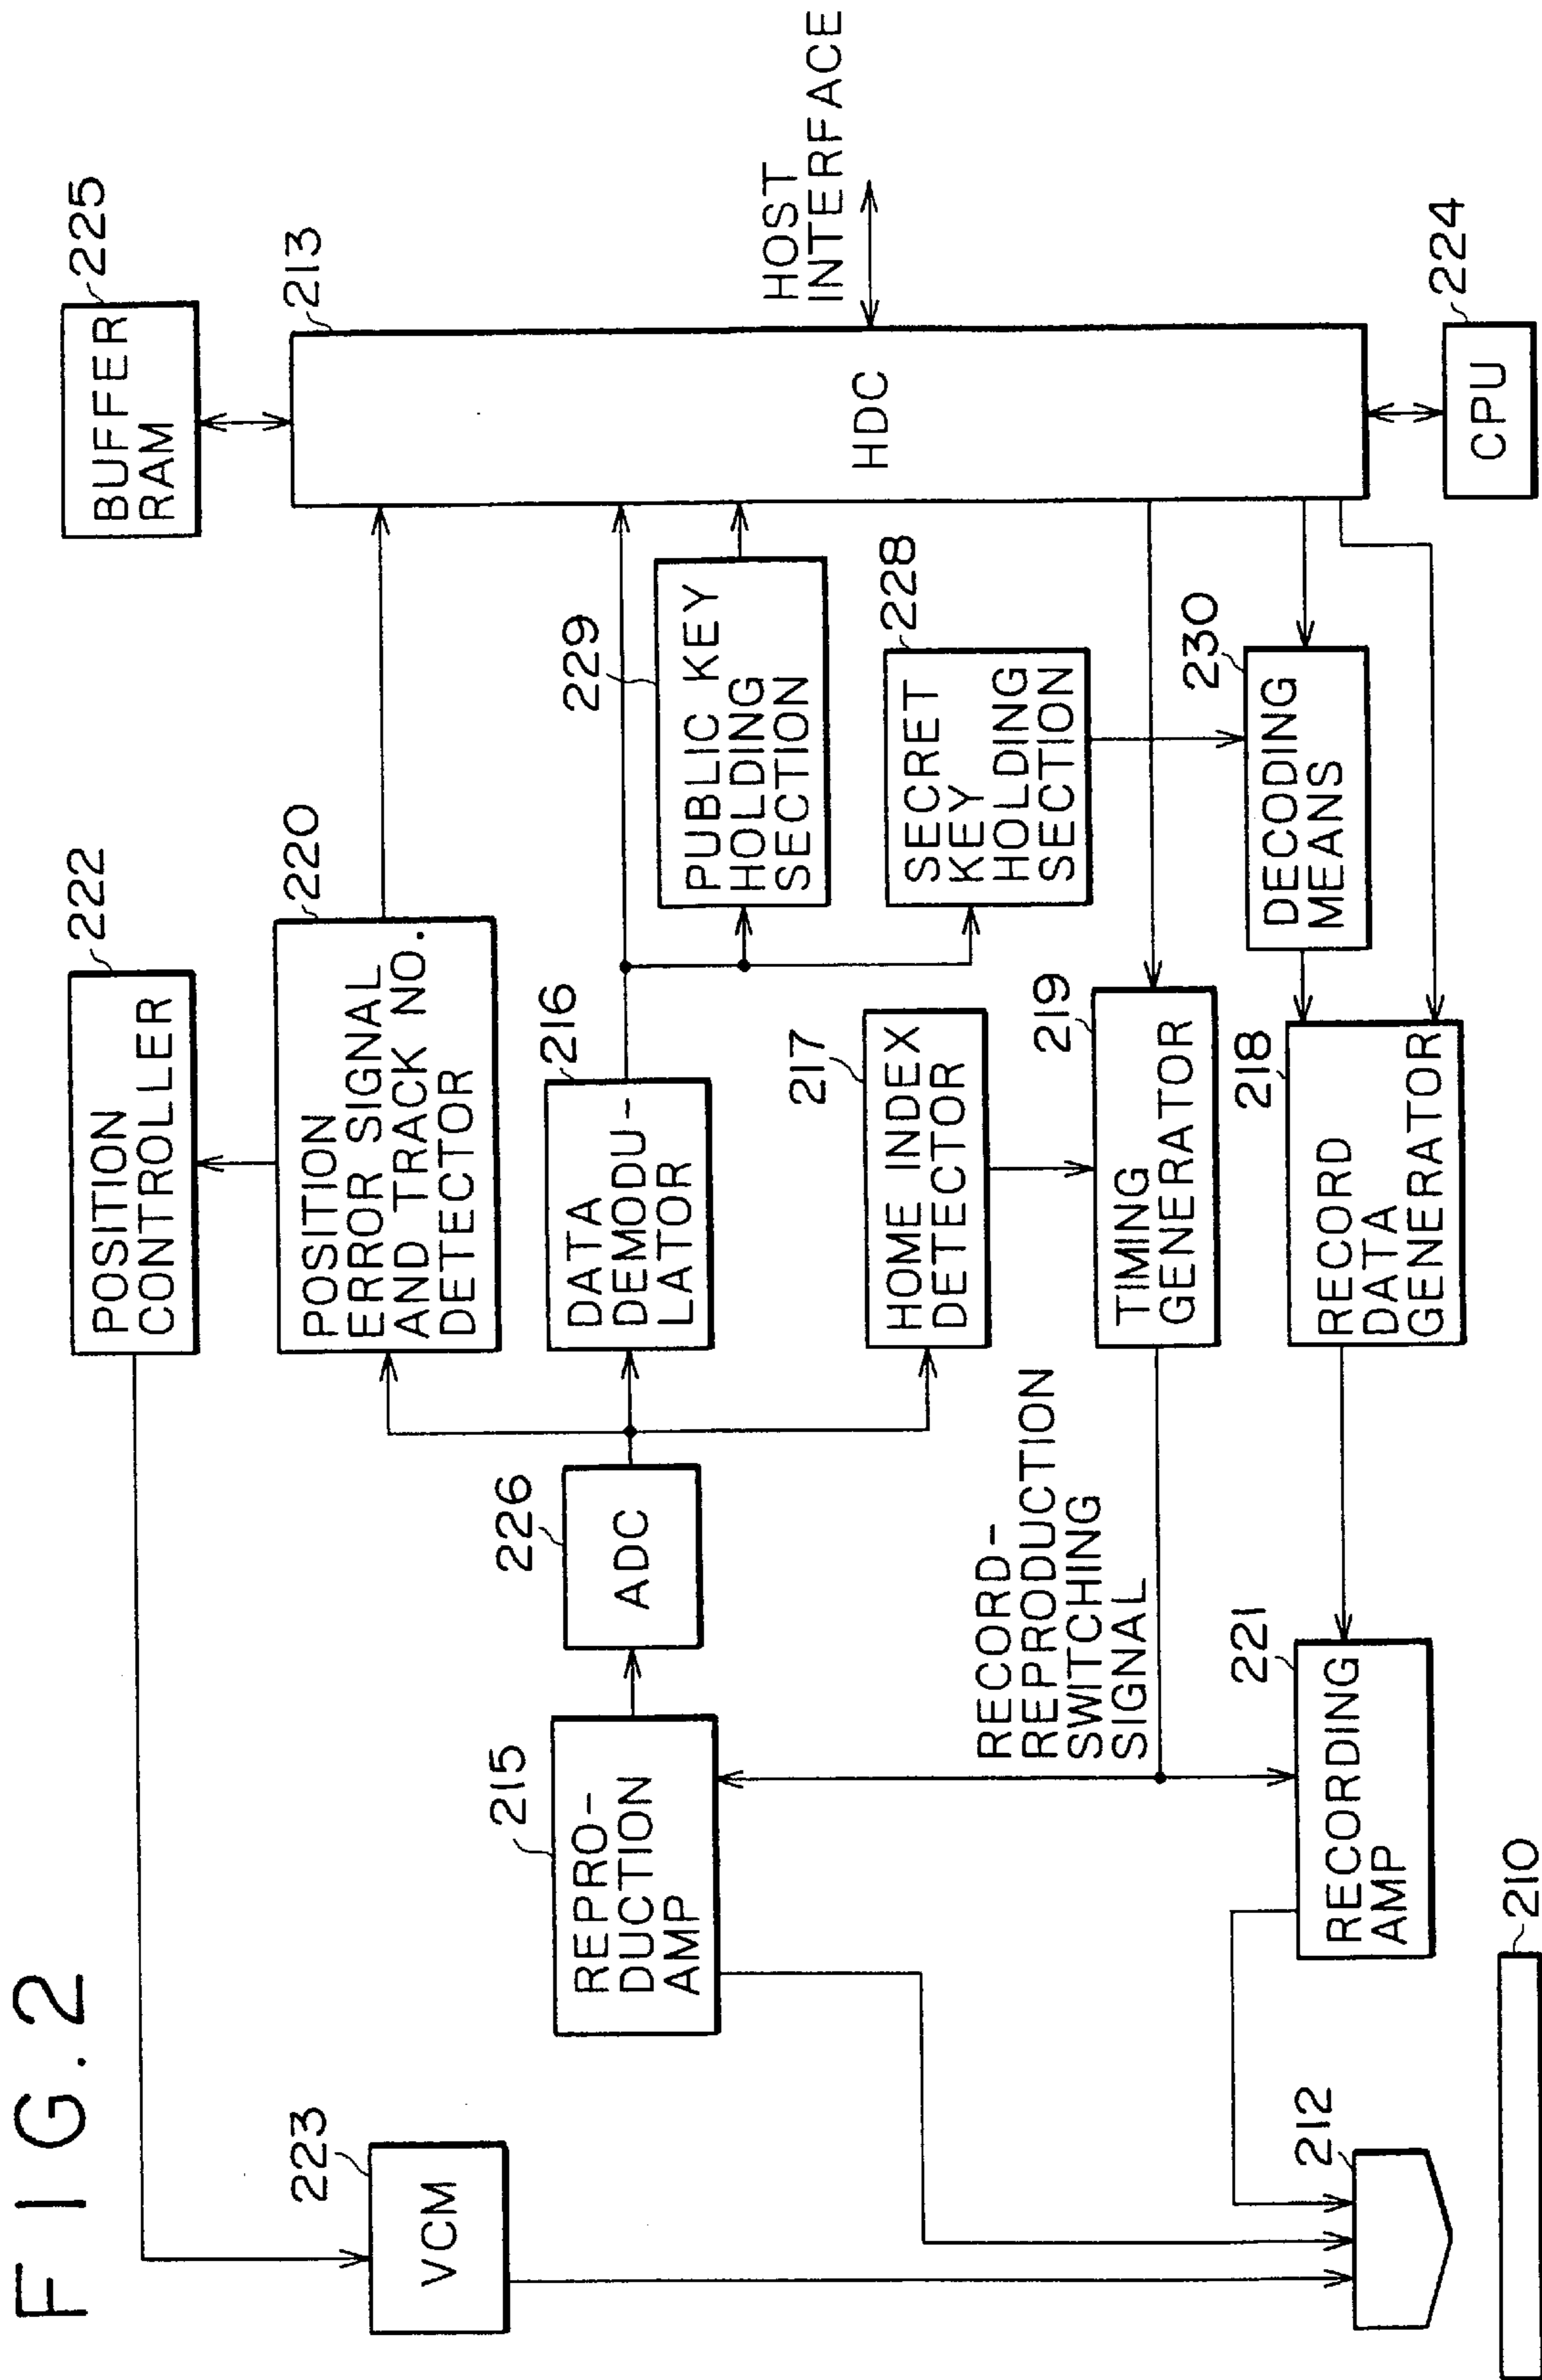 FIG.2
222
POSITION
CONTROLLER
225
BUFFER
RAM
223
VCM
220
POSITION
ERROR SIGNAL
AND TRACK NO.
DETECTOR
213
HDC
HOST
INTERFACE
215
REPRO-
DUCTION
AMP
226
ADC
216
DATA
DEMODU-
LATOR
229
PUBLIC KEY
HOLDING
SECTION
217
HOME INDEX
DETECTOR
228
SECRET
KEY
HOLDING
SECTION
RECORD-
REPRODUCTION
SWITCHING
SIGNAL
219
TIMING
GENERATOR
230
DECODING
MEANS
212
221
RECORDING
AMP
218
RECORD
DATA
GENERATOR
224
CPU
210